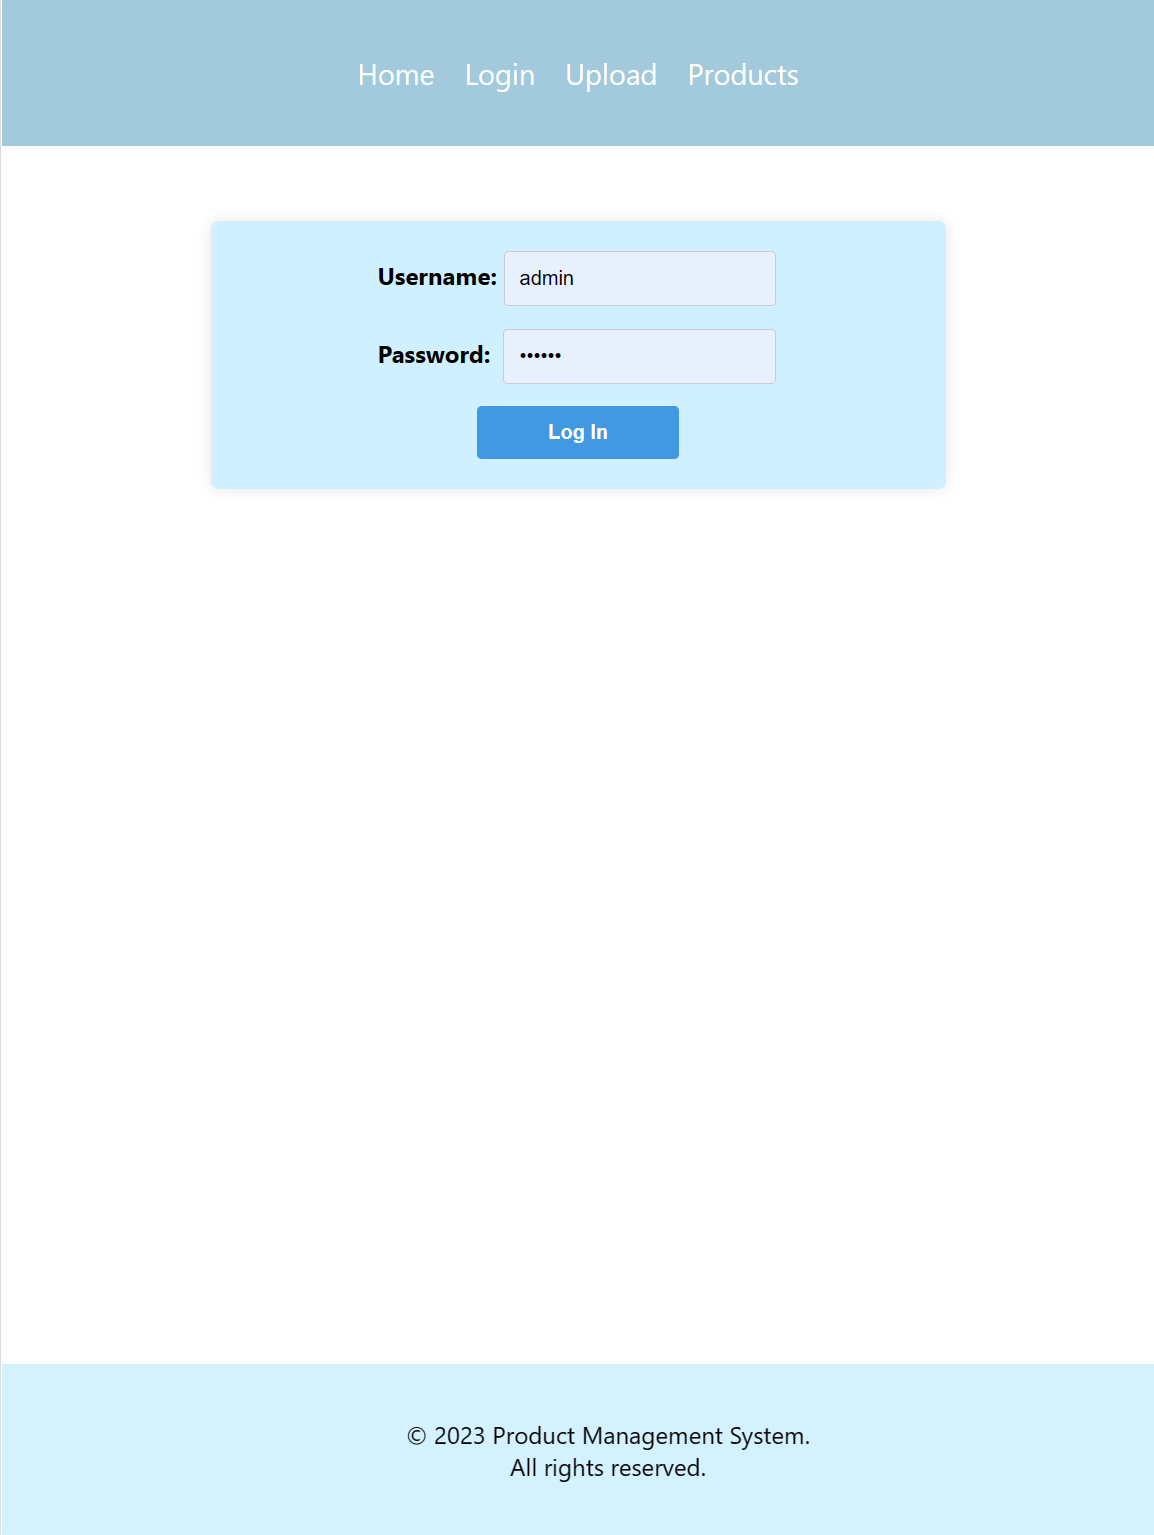 Home Login Upload Products
Username: admin
Password: ••••••
Log In
© 2023 Product Management System.
All rights reserved.